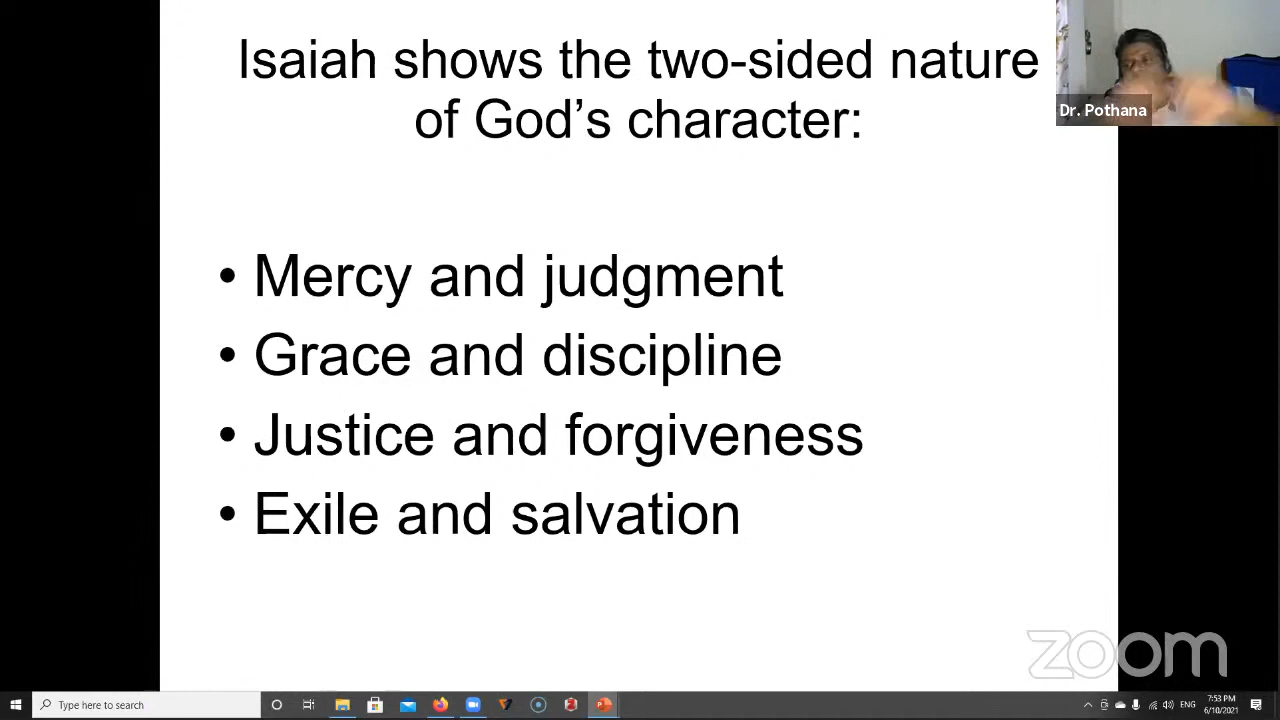 Isaiah shows the two-sided nature
of God's character:
Dr. Pothana
• Mercy and judgment
• Grace and discipline
• Justice and forgiveness
• Exile and salvation
zoom
Type here to search
ENG
7:53 PM
6/10/2021